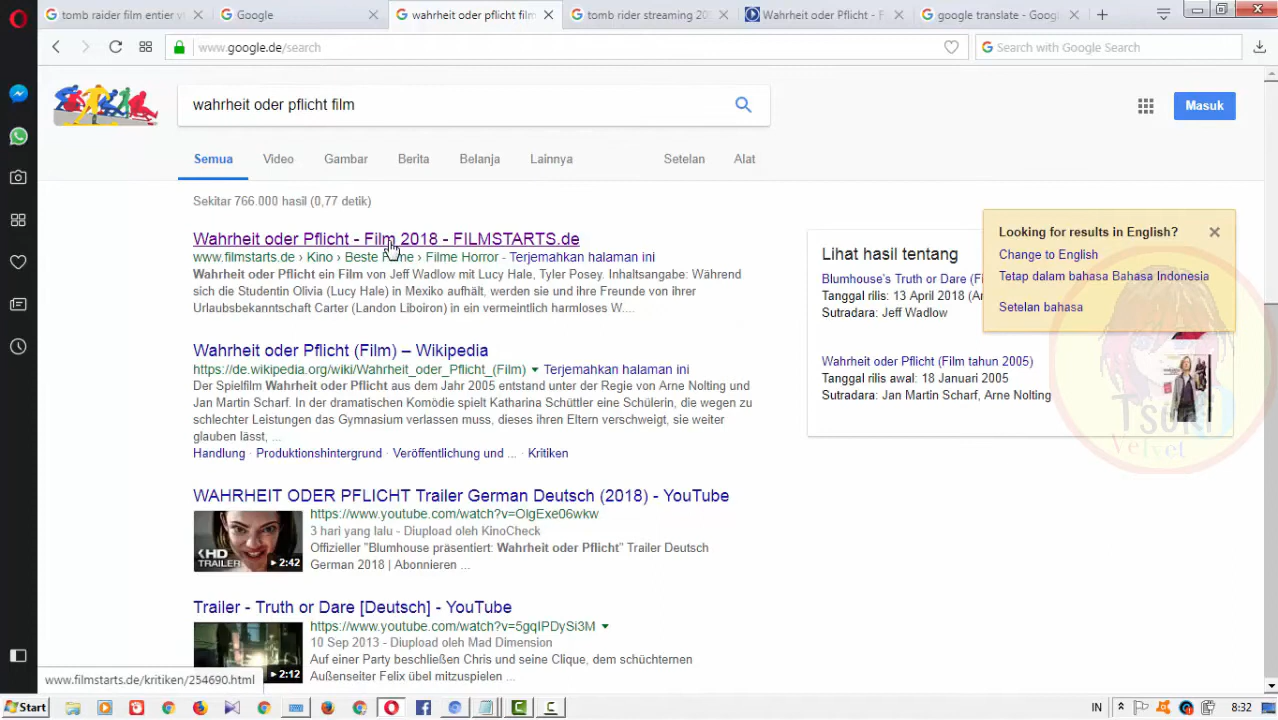 tomb raider film entier v
Google
wahrheit oder pflicht film
tomb rider streaming 20
Wahrheit oder Pflicht -
google translate - Goog
www.google.de/search
Search with Google
wahrheit oder pflicht film
Masuk
Semua
Video
Gambar
Berita
Belanja
Lainnya
Setelan
Alat
Sekitar 766.000 hasil (0,77 detik)
Wahrheit oder Pflicht - Film 2018 - FILMSTARTS.de
www.filmstarts.de › Kino › Beste Filme › Filme Horror - Terjemahkan halaman ini
Wahrheit oder Pflicht ein Film von Jeff Wadlow mit Lucy Hale, Tyler Posey. Inhaltsangabe: Während
sich die Studentin Olivia (Lucy Hale) in Mexiko aufhält, werden sie und ihre Freunde von ihrer
Urlaubsbekanntschaft Carter (Landon Liboiron) in ein vermeintlich harmloses W....
Wahrheit oder Pflicht (Film) – Wikipedia
https://de.wikipedia.org/wiki/Wahrheit_oder_Pflicht_(Film) Terjemahkan halaman ini
Der Spielfilm Wahrheit oder Pflicht aus dem Jahr 2005 entstand unter der Regie von Arne Nolting und
Jan Martin Scharf. In der dramatischen Komödie spielt Katharina Schüttler eine Schülerin, die wegen zu
schlechter Leistungen das Gymnasium verlassen muss, dieses ihren Eltern verschweigt, sie weiter
glauben lässt, ...
Handlung · Produktionshintergrund · Veröffentlichung und ... · Kritiken
WAHRHEIT ODER PFLICHT Trailer German Deutsch (2018) - YouTube
https://www.youtube.com/watch?v=OlgExe06wkw
3 hari yang lalu - Diupload oleh KinoCheck
Offizieller "Blumhouse präsentiert: Wahrheit oder Pflicht" Trailer Deutsch
German 2018 | Abonnieren ...
HD
TRAILER
2:42
Trailer - Truth or Dare [Deutsch] - YouTube
https://www.youtube.com/watch?v=5gqIPDySi3M
10 Sep 2013 - Diupload oleh Mad Dimension
Auf einer Party beschließen Chris und seine Clique, dem schüchternen
Außenseiter Felix übel mitzuspielen ...
2:12
Lihat hasil tentang
Blumhouse's Truth or Dare (Fi
Tanggal rilis: 13 April 2018 (A
Sutradara: Jeff Wadlow
Wahrheit oder Pflicht (Film tahun 2005)
Tanggal rilis awal: 18 Januari 2005
Sutradara: Jan Martin Scharf, Arne Nolting
Looking for results in English?
Change to English
Tetap dalam bahasa Bahasa Indonesia
Setelan bahasa
Tsuki
Velvet
www.filmstarts.de/kritiken/254690.html
Start
IN
8:32